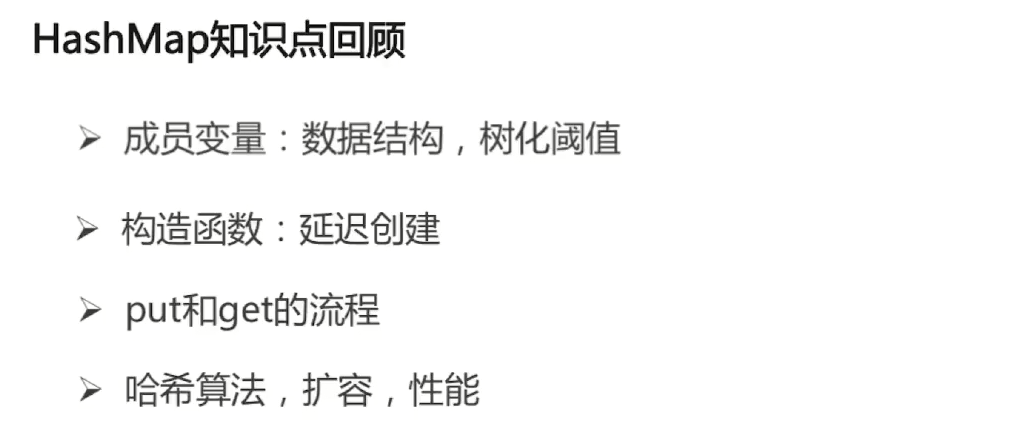 HashMap知识点回顾
成员变量：数据结构，树化阈值
构造函数：延迟创建
put和get的流程
哈希算法，扩容，性能